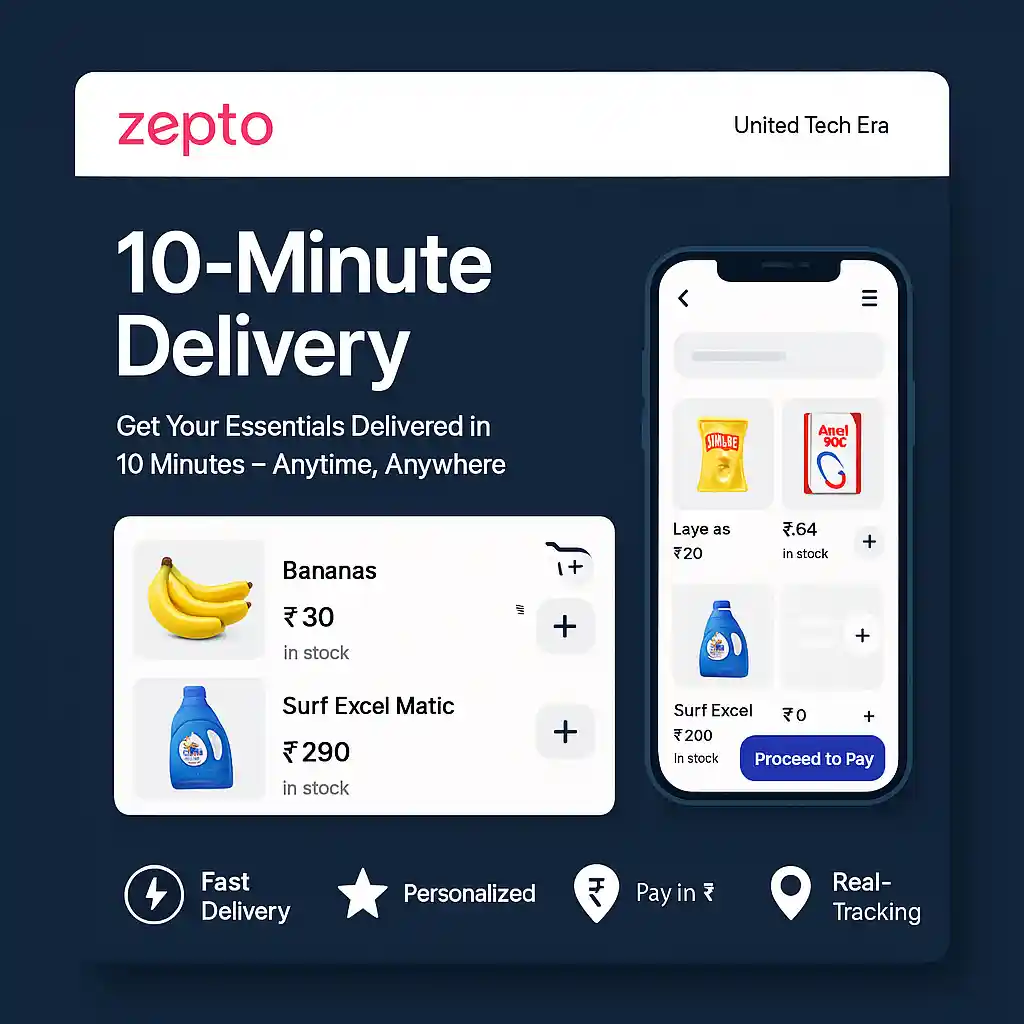 zepto
United Tech Era
10-Minute
Delivery
Get Your Essentials Delivered in
10 Minutes – Anytime, Anywhere
Bananas
₹30
in stock
Surf Excel Matic
₹290
in stock
SIMLBE
Anel
90C
Laye as
₹20
₹.64
in stock
Surf Excel
₹200
in stock
₹0
Proceed to Pay
Fast
Delivery
Personalized
Pay in ₹
Real-
Tracking